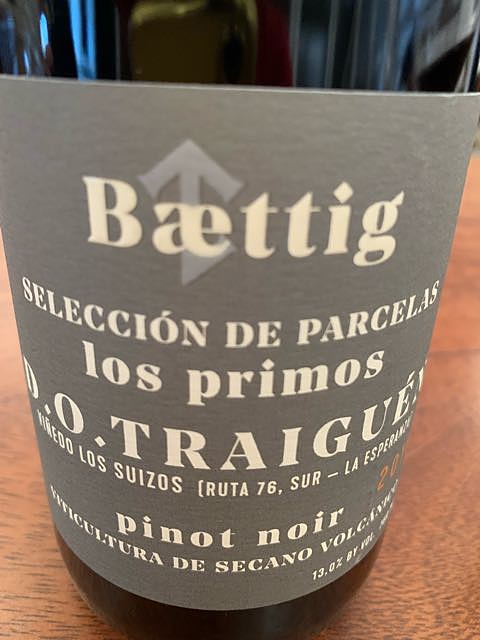 Bættig
SELECCIÓN DE PARCELAS
los primos
D.O. TRAIGUÉN
VIÑEDO LOS SUIZOS (RUTA 76, SUR – LA ESPERANZA
pinot noir
VITICULTURA DE SECANO VOLCÁNICO
13,0% BY VOL.